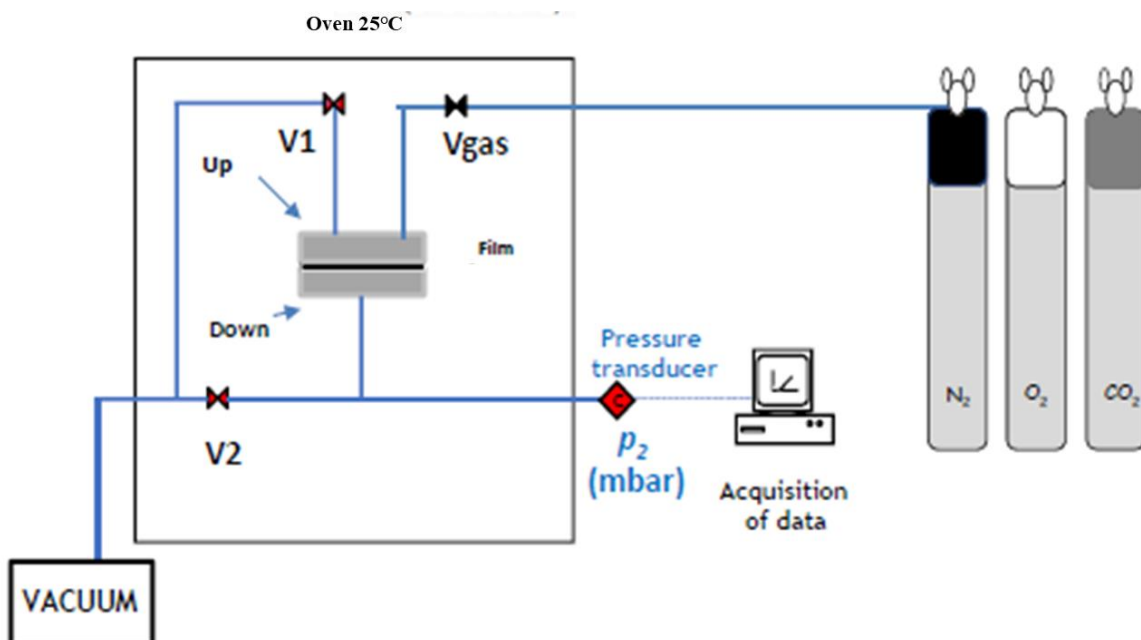 Oven 25°C
V1
Vgas
Up
Film
Down
Pressure
transducer
C
V2
p₂
(mbar)
Acquisition
of data
N₂
O₂
CO₂
VACUUM